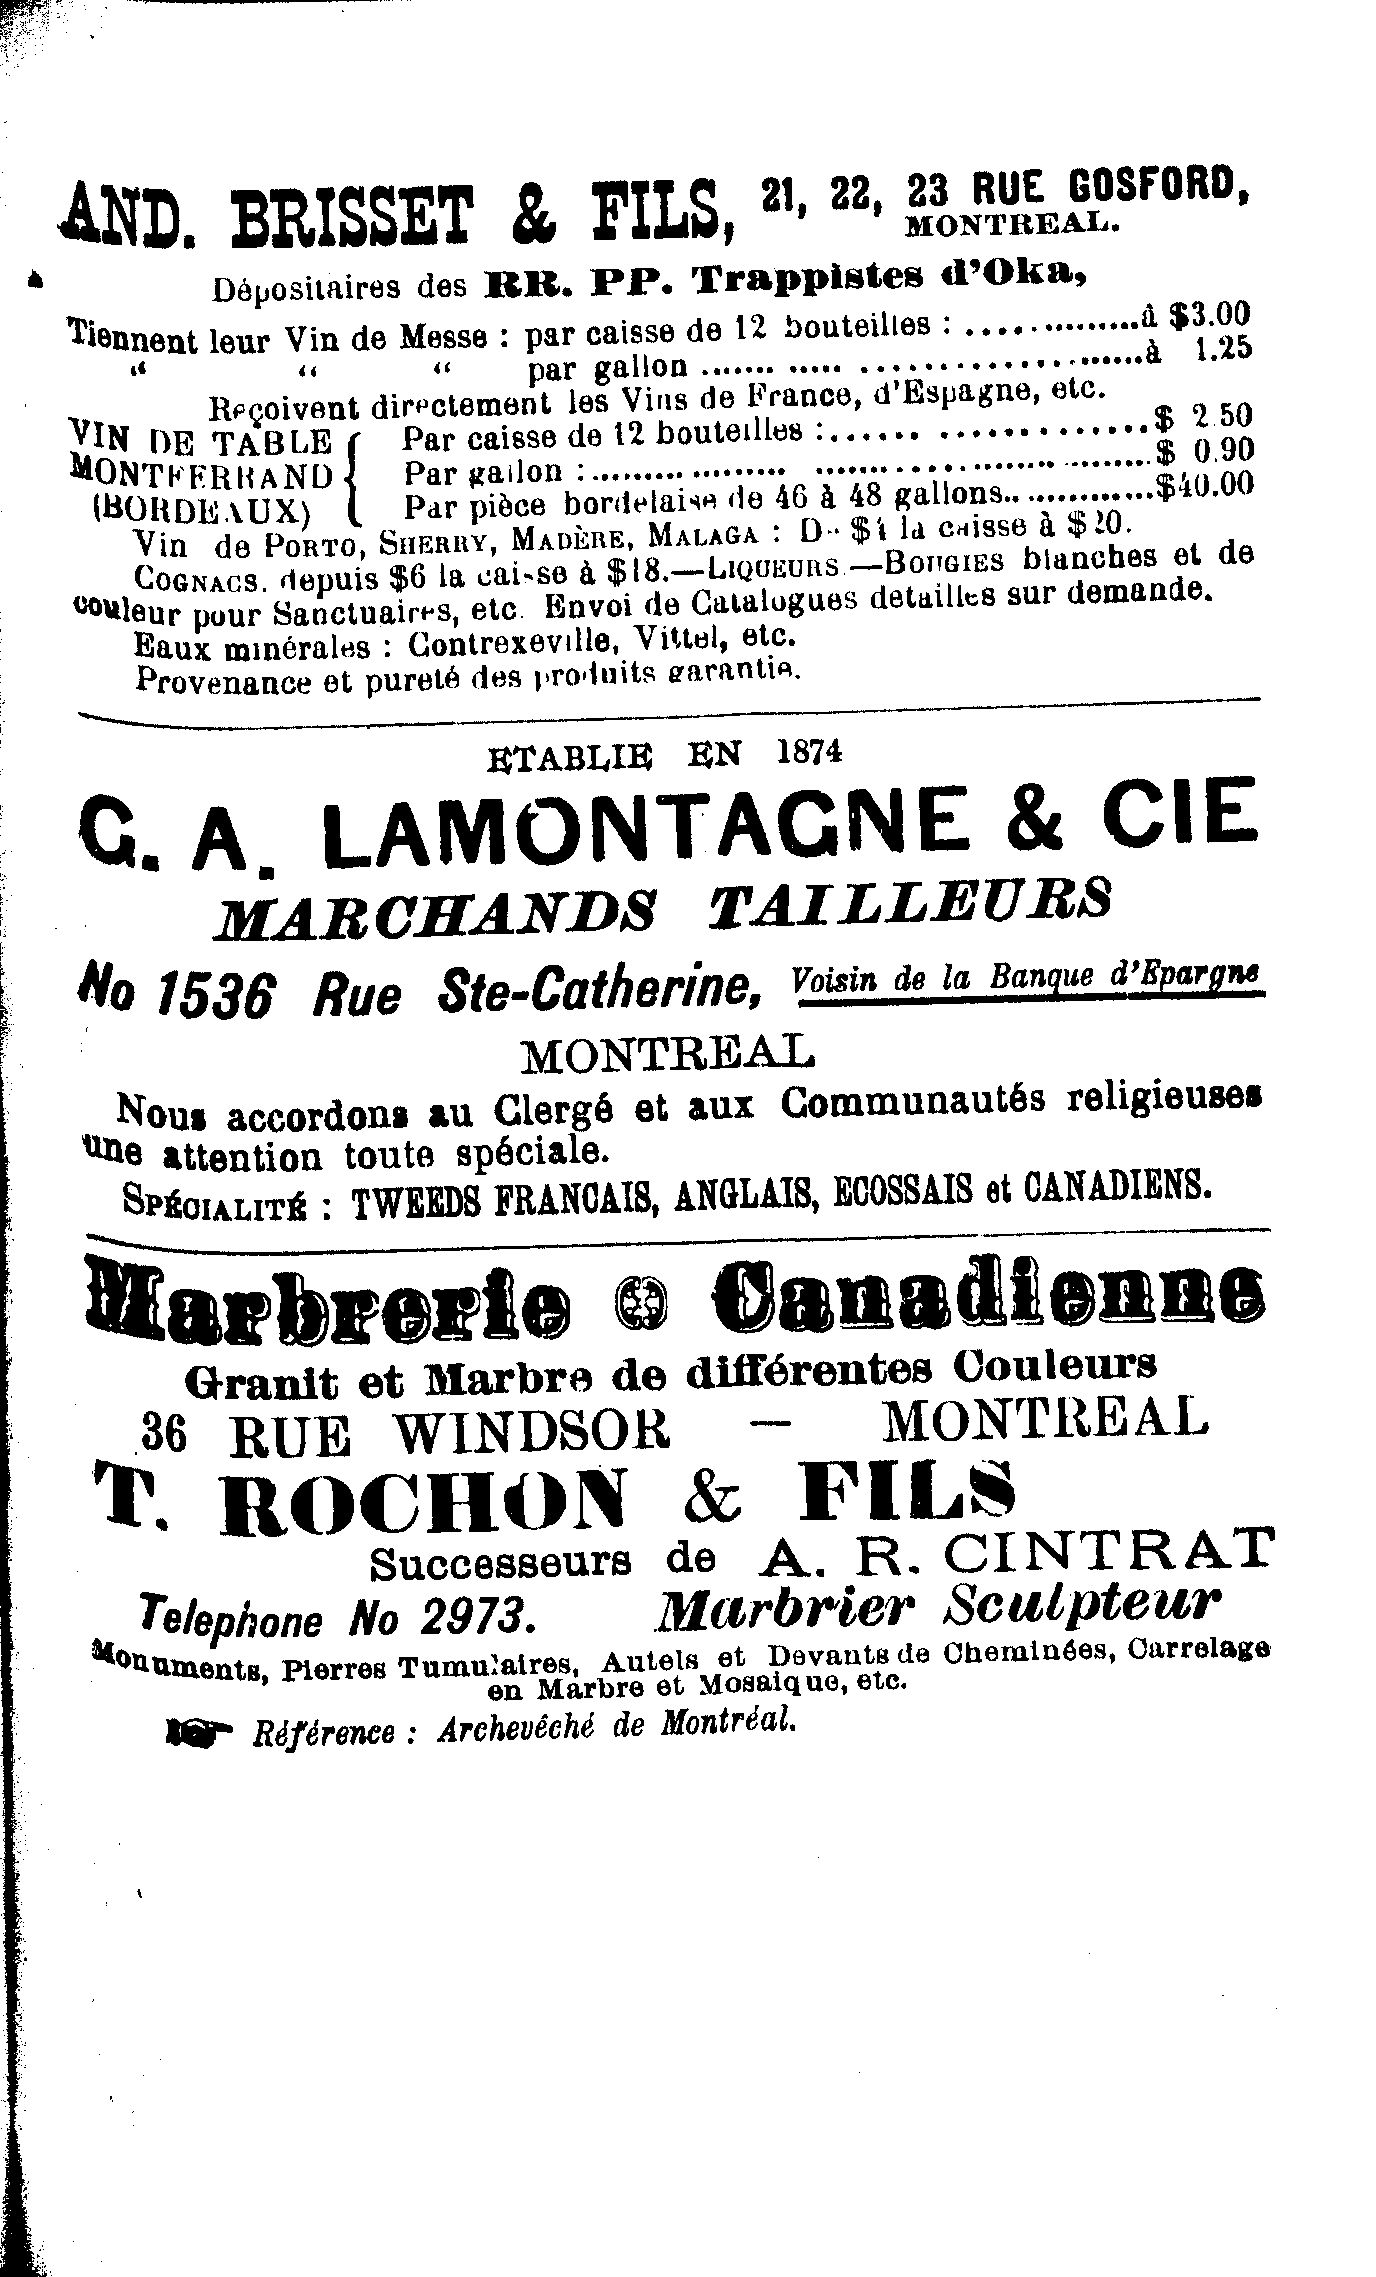 AND. BRISSET & FILS, 21, 22, 23 RUE GOSFORD,
MONTREAL.
Dépositaires des RR. PP. Trappistes d'Oka,
Tiennent leur Vin de Messe : par caisse de 12 bouteilles : ................à $3.00
“ “ “ par gallon ................................à 1.25
Reçoivent directement les Vins de France, d'Espagne, etc.
VIN DE TABLE { Par caisse de 12 bouteilles :....................$ 2 50
MONTFERRAND { Par gallon :................................$ 0.90
(BORDEAUX) { Par pièce bordelaise de 46 à 48 gallons...............$40.00
Vin de PORTO, SHERRY, MADÈRE, MALAGA : De $4 la caisse à $20.
COGNACS. depuis $6 la caisse à $18.—LIQUEURS.—BOUGIES blanches et de
couleur pour Sanctuaires, etc. Envoi de Catalogues detaillés sur demande.
Eaux minérales : Contrexeville, Vittel, etc.
Provenance et pureté des produits garantie.
ETABLIE EN 1874
G. A. LAMONTAGNE & CIE
MARCHANDS TAILLEURS
No 1536 Rue Ste-Catherine, Voisin de la Banque d'Epargne
MONTREAL
Nous accordons au Clergé et aux Communautés religieuses
une attention toute spéciale.
SPÉCIALITÉ : TWEEDS FRANCAIS, ANGLAIS, ECOSSAIS et CANADIENS.
Marbrerie Canadienne
Granit et Marbre de différentes Couleurs
36 RUE WINDSOR — MONTREAL
T. ROCHON & FILS
Successeurs de A. R. CINTRAT
Telephone No 2973. Marbrier Sculpteur
Monuments, Pierres Tumulaires, Autels et Devants de Cheminées, Carrelage
en Marbre et Mosaique, etc.
☞ Référence : Archevéché de Montréal.